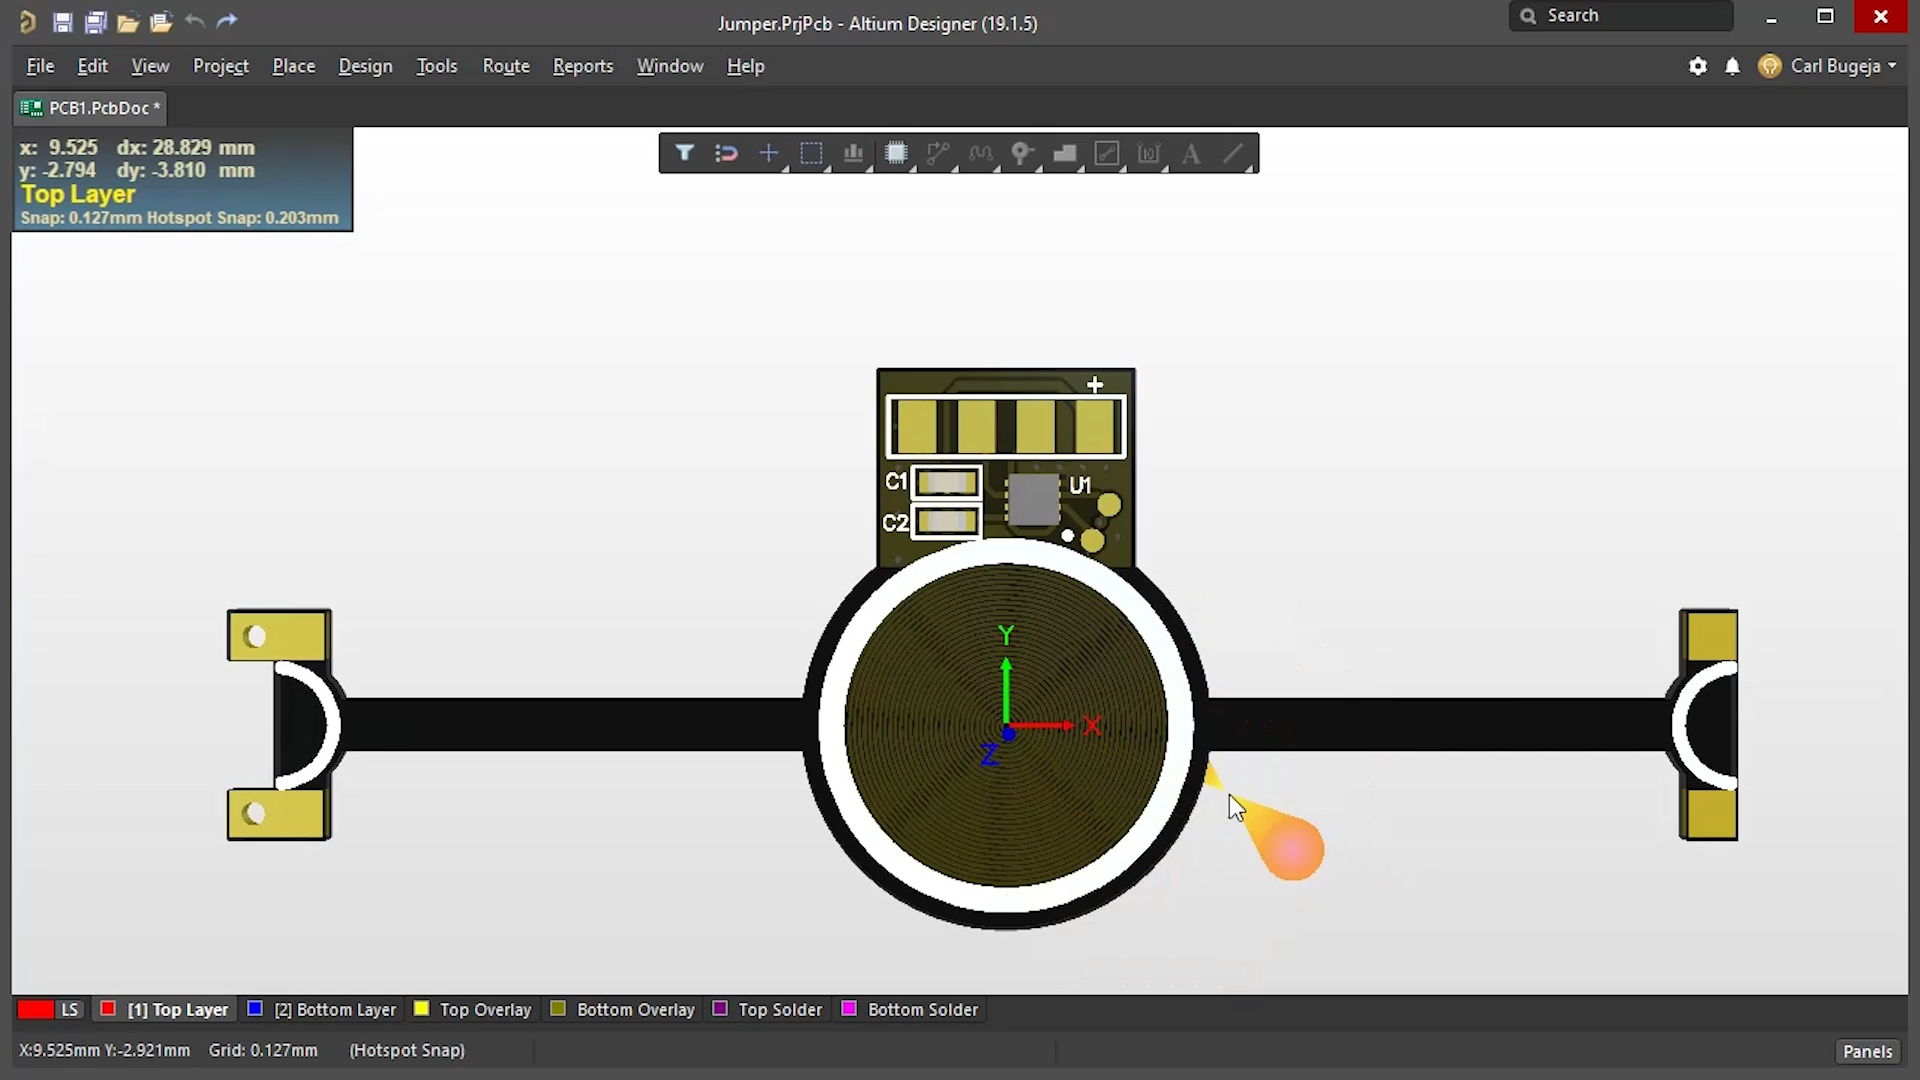 Jumper.PrjPcb - Altium Designer (19.1.5)
Search
File Edit View Project Place Design Tools Route Reports Window Help
Carl Bugeja
PCB1.PcbDoc *
x: 9.525 dx: 28.829 mm
y: -2.794 dy: -3.810 mm
Top Layer
Snap: 0.127mm Hotspot Snap: 0.203mm
+
C1
U1
C2
Y
X
Z
LS [1] Top Layer [2] Bottom Layer Top Overlay Bottom Overlay Top Solder Bottom Solder
X:9.525mm Y:-2.921mm Grid: 0.127mm (Hotspot Snap)
Panels